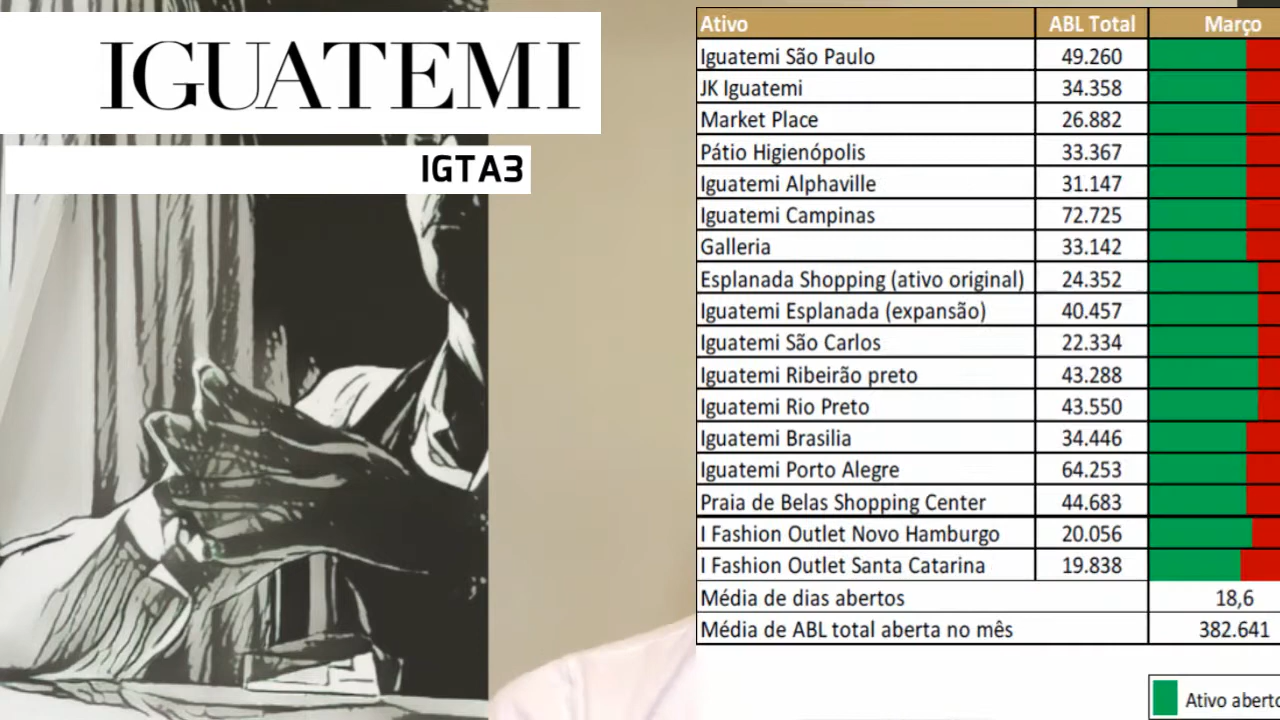 IGUATEMI
IGTA3
Ativo ABL Total Março
Iguatemi São Paulo 49.260
JK Iguatemi 34.358
Market Place 26.882
Pátio Higienópolis 33.367
Iguatemi Alphaville 31.147
Iguatemi Campinas 72.725
Galleria 33.142
Esplanada Shopping (ativo original) 24.352
Iguatemi Esplanada (expansão) 40.457
Iguatemi São Carlos 22.334
Iguatemi Ribeirão preto 43.288
Iguatemi Rio Preto 43.550
Iguatemi Brasilia 34.446
Iguatemi Porto Alegre 64.253
Praia de Belas Shopping Center 44.683
I Fashion Outlet Novo Hamburgo 20.056
I Fashion Outlet Santa Catarina 19.838
Média de dias abertos 18,6
Média de ABL total aberta no mês 382.641
Ativo aberto